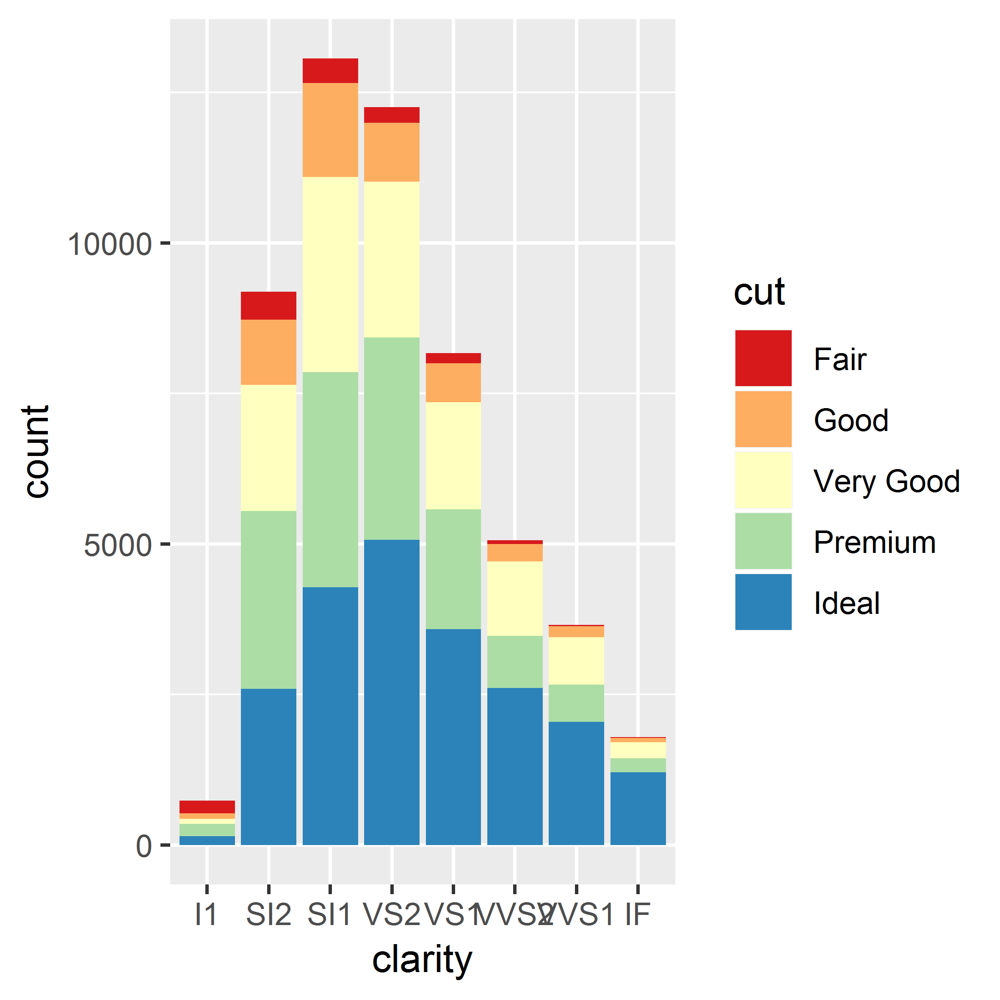 10000
5000
0
count
I1 SI2 SI1 VS2 VS1 VVS2 VVS1 IF
clarity
cut
Fair
Good
Very Good
Premium
Ideal